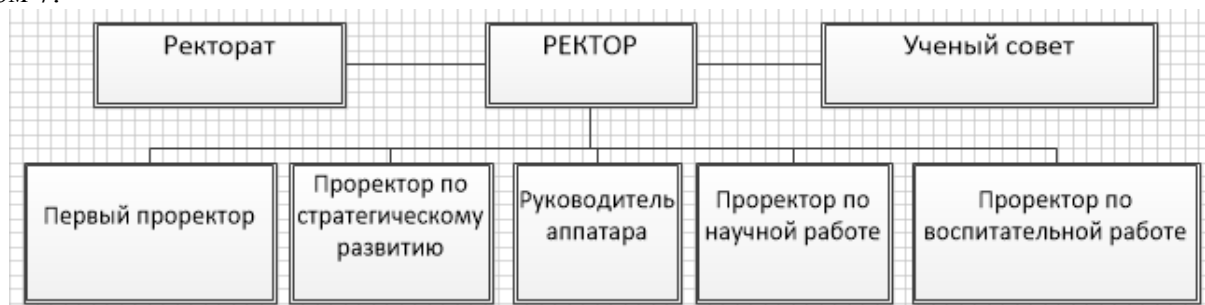 Ректорат
РЕКТОР
Ученый совет
Первый проректор
Проректор по
стратегическому
развитию
Руководитель
аппатара
Проректор по
научной работе
Проректор по
воспитательной работе